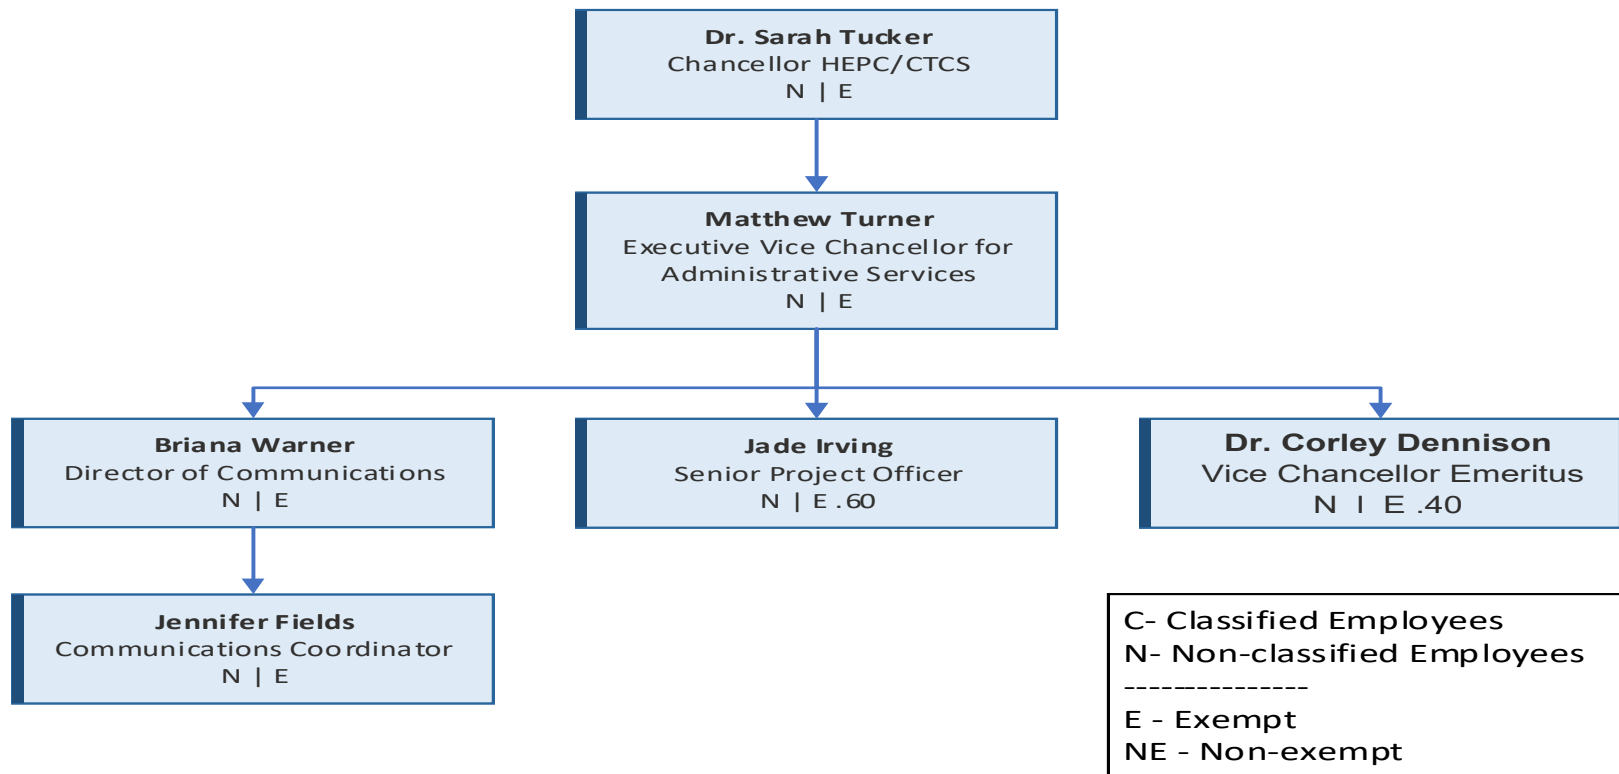 Dr. Sarah Tucker
Chancellor HEPC/CTCS
N | E
Matthew Turner
Executive Vice Chancellor for
Administrative Services
N | E
Briana Warner
Director of Communications
N | E
Jade Irving
Senior Project Officer
N | E .60
Dr. Corley Dennison
Vice Chancellor Emeritus
N I E .40
Jennifer Fields
Communications Coordinator
N | E
C- Classified Employees
N- Non-classified Employees
---------------
E - Exempt
NE - Non-exempt